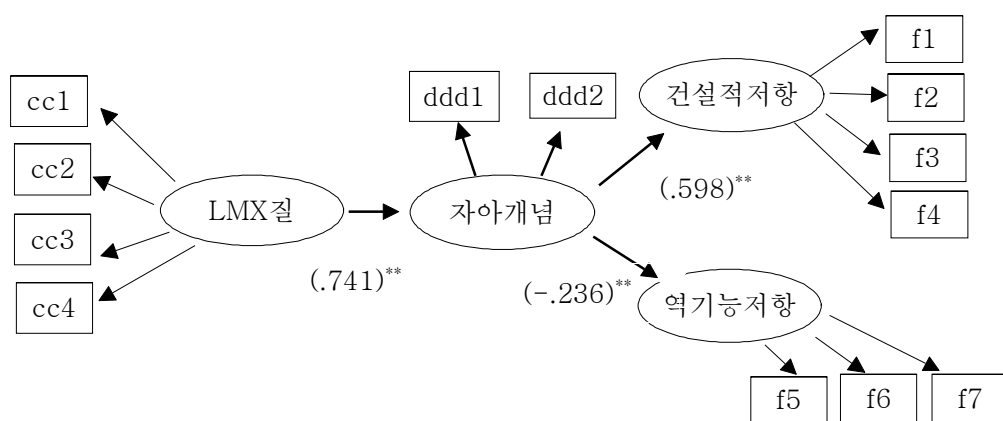 cc1
cc2
cc3
cc4
LMX질
(.741)**
ddd1
ddd2
자아개념
(.598)**
(-.236)**
건설적저항
f1
f2
f3
f4
역기능저항
f5
f6
f7